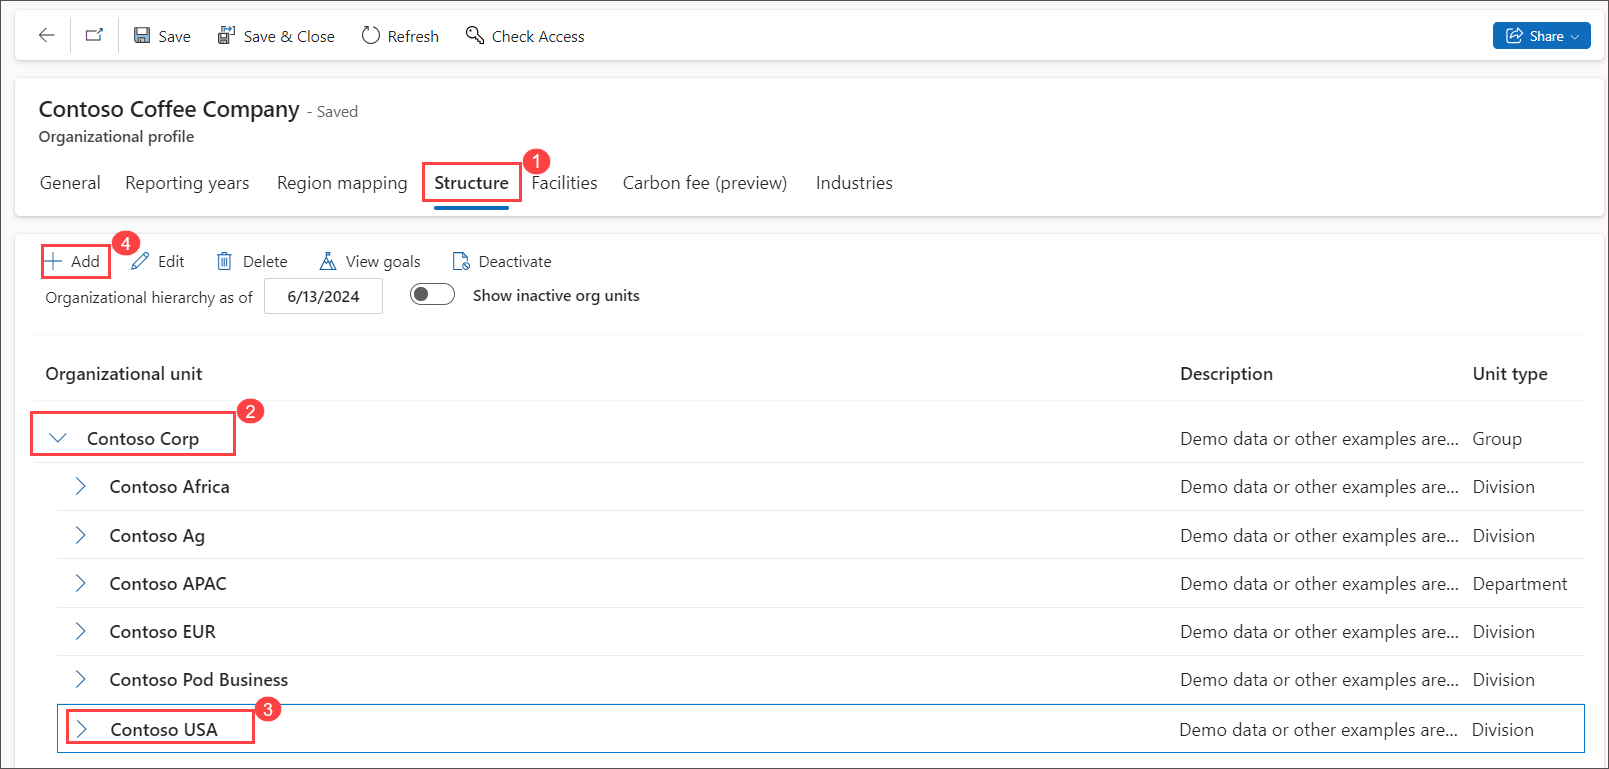 Save Save & Close Refresh Check Access Share
Contoso Coffee Company - Saved
Organizational profile
1
General Reporting years Region mapping Structure Facilities Carbon fee (preview) Industries
4
Add Edit Delete View goals Deactivate
Organizational hierarchy as of 6/13/2024 Show inactive org units
Organizational unit Description Unit type
2
Contoso Corp Demo data or other examples are... Group
Contoso Africa Demo data or other examples are... Division
Contoso Ag Demo data or other examples are... Division
Contoso APAC Demo data or other examples are... Department
Contoso EUR Demo data or other examples are... Division
Contoso Pod Business Demo data or other examples are... Division
3
Contoso USA Demo data or other examples are... Division